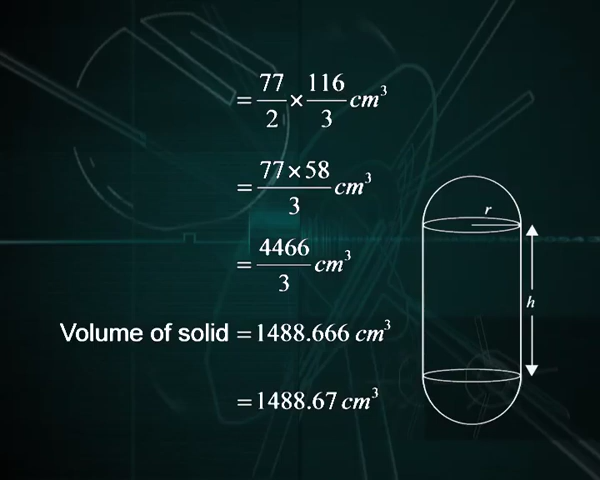 = 77/2 × 116/3 cm³
= 77×58/3 cm³
= 4466/3 cm³
Volume of solid = 1488.666 cm³
= 1488.67 cm³
r
h